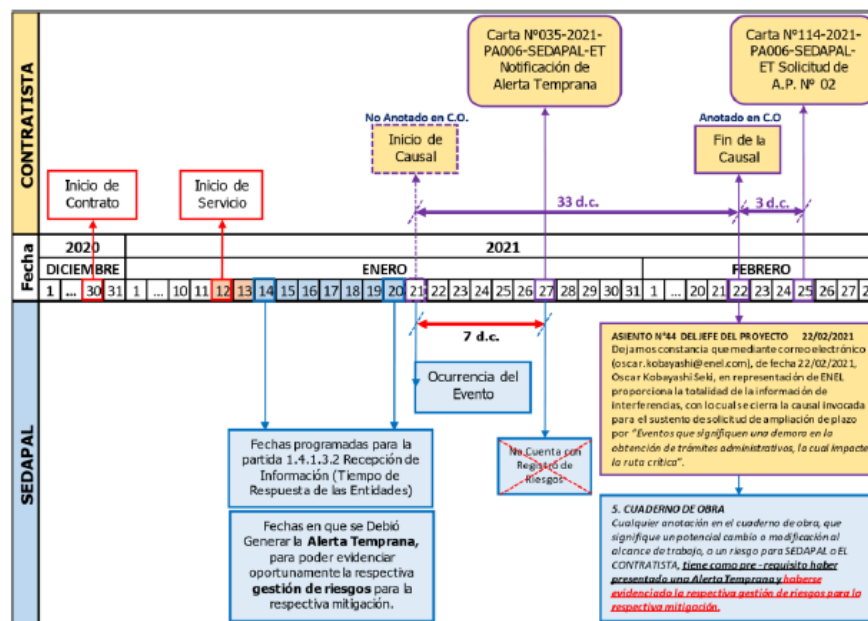 CONTRATISTA
Carta N°035-2021-
PA006-SEDAPAL-ET
Notificación de
Alerta Temprana
Carta N°114-2021-
PA006-SEDAPAL-
ET Solicitud de
A.P. N° 02
No Anotado en C.O.
Inicio de
Causal
Anotado en C.O
Fin de la
Causal
Inicio de
Contrato
Inicio de
Servicio
33 d.c.
3 d.c.
Fecha
2020
2021
DICIEMBRE
ENERO
FEBRERO
1 ... 30 31 1 ... 10 11 12 13 14 15 16 17 18 19 20 21 22 23 24 25 26 27 28 29 30 31 1 ... 20 21 22 23 24 25 26 27
SEDAPAL
7 d.c.
Ocurrencia del
Evento
Fechas programadas para la
partida 1.4.1.3.2 Recepción de
Información (Tiempo de
Respuesta de las Entidades)
No Cuenta con
Registro de
Riesgos
Fechas en que se Debió
Generar la Alerta Temprana,
para poder evidenciar
oportunamente la respectiva
gestión de riesgos para la
respectiva mitigación.
ASIENTO N°44 DEL JEFE DEL PROYECTO 22/02/2021
Dejamos constancia que mediante correo electrónico
(oscar.kobayashi@enel.com), de fecha 22/02/2021,
Oscar Kobayashi Seki, en representación de ENEL
proporciona la totalidad de la información de
interferencias, con lo cual se cierra la causal invocada
para el sustento de solicitud de ampliación de plazo
por "Eventos que signifiquen una demora en la
obtención de trámites administrativos, la cual impacte
la ruta crítica".
5. CUADERNO DE OBRA
Cualquier anotación en el cuaderno de obra, que
signifique un potencial cambio o modificación al
alcance de trabajo, o un riesgo para SEDAPAL o EL
CONTRATISTA, tiene como pre - requisito haber
presentado una Alerta Temprana y haberse
evidenciado la respectiva gestión de riesgos para la
respectiva mitigación.